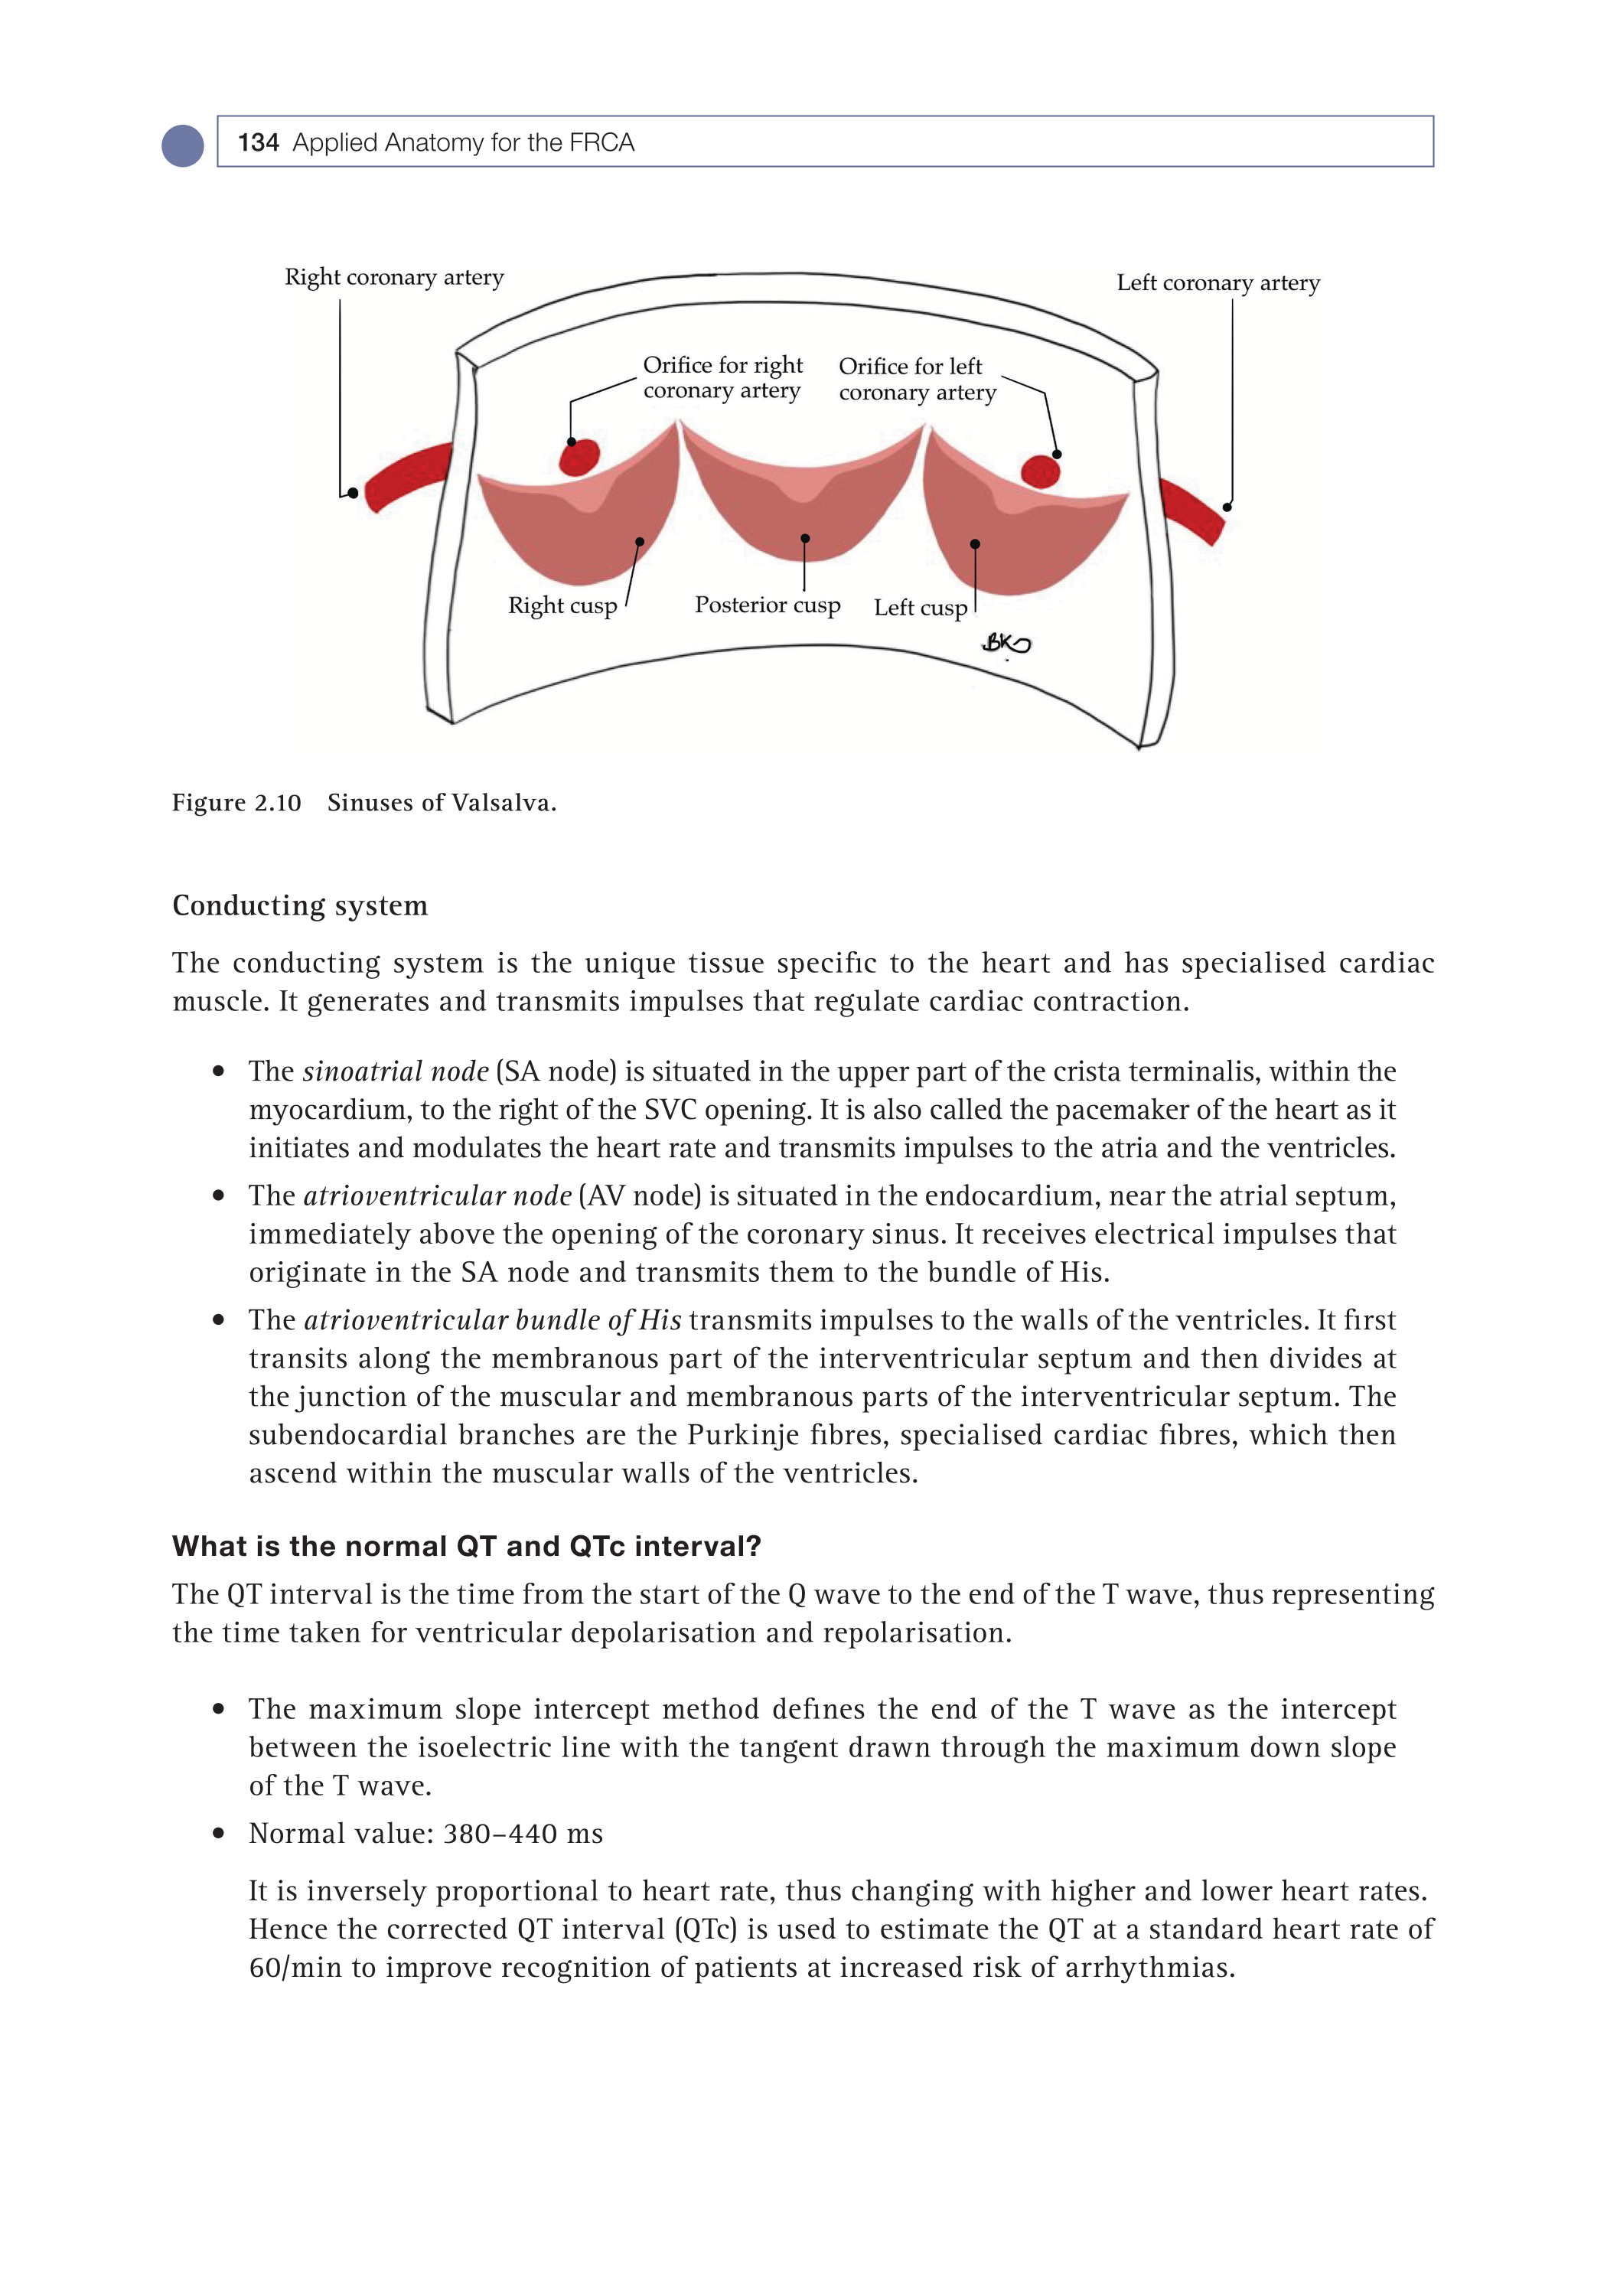 134 Applied Anatomy for the FRCA
Right coronary artery
Left coronary artery
Orifice for right
coronary artery
Orifice for left
coronary artery
Right cusp
Posterior cusp
Left cusp
BK
Figure 2.10 Sinuses of Valsalva.
Conducting system
The conducting system is the unique tissue specific to the heart and has specialised cardiac
muscle. It generates and transmits impulses that regulate cardiac contraction.
• The sinoatrial node (SA node) is situated in the upper part of the crista terminalis, within the
myocardium, to the right of the SVC opening. It is also called the pacemaker of the heart as it
initiates and modulates the heart rate and transmits impulses to the atria and the ventricles.
• The atrioventricular node (AV node) is situated in the endocardium, near the atrial septum,
immediately above the opening of the coronary sinus. It receives electrical impulses that
originate in the SA node and transmits them to the bundle of His.
• The atrioventricular bundle of His transmits impulses to the walls of the ventricles. It first
transits along the membranous part of the interventricular septum and then divides at
the junction of the muscular and membranous parts of the interventricular septum. The
subendocardial branches are the Purkinje fibres, specialised cardiac fibres, which then
ascend within the muscular walls of the ventricles.
What is the normal QT and QTc interval?
The QT interval is the time from the start of the Q wave to the end of the T wave, thus representing
the time taken for ventricular depolarisation and repolarisation.
• The maximum slope intercept method defines the end of the T wave as the intercept
between the isoelectric line with the tangent drawn through the maximum down slope
of the T wave.
• Normal value: 380–440 ms
It is inversely proportional to heart rate, thus changing with higher and lower heart rates.
Hence the corrected QT interval (QTc) is used to estimate the QT at a standard heart rate of
60/min to improve recognition of patients at increased risk of arrhythmias.